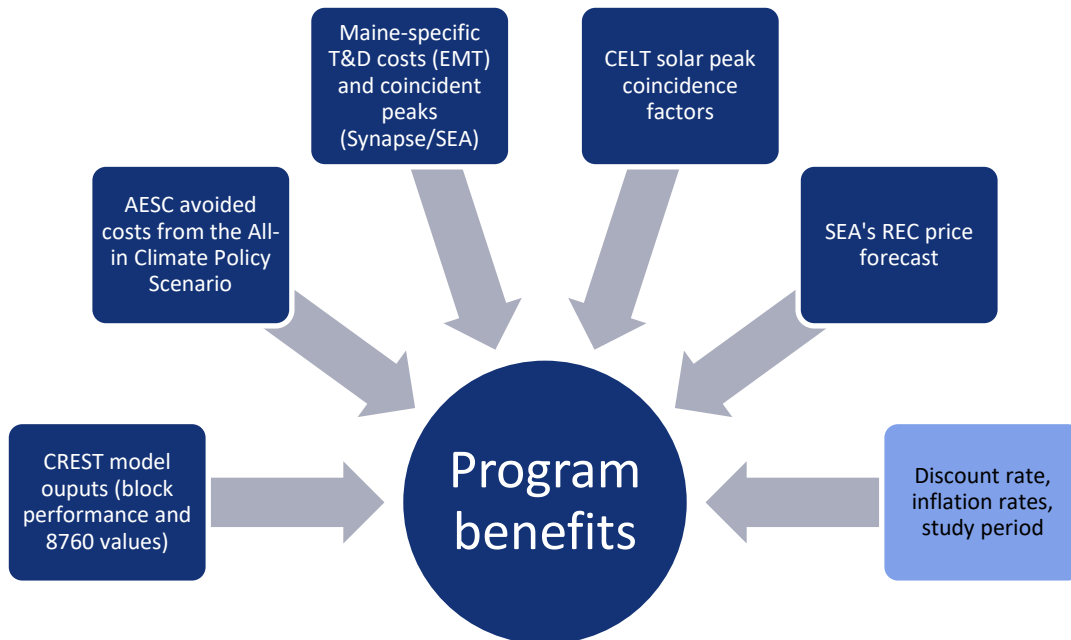 Maine-specific
T&D costs (EMT)
and coincident
peaks
(Synapse/SEA)
CELT solar peak
coincidence
factors
AESC avoided
costs from the All-
in Climate Policy
Scenario
SEA's REC price
forecast
CREST model
ouputs (block
performance and
8760 values)
Program
benefits
Discount rate,
inflation rates,
study period